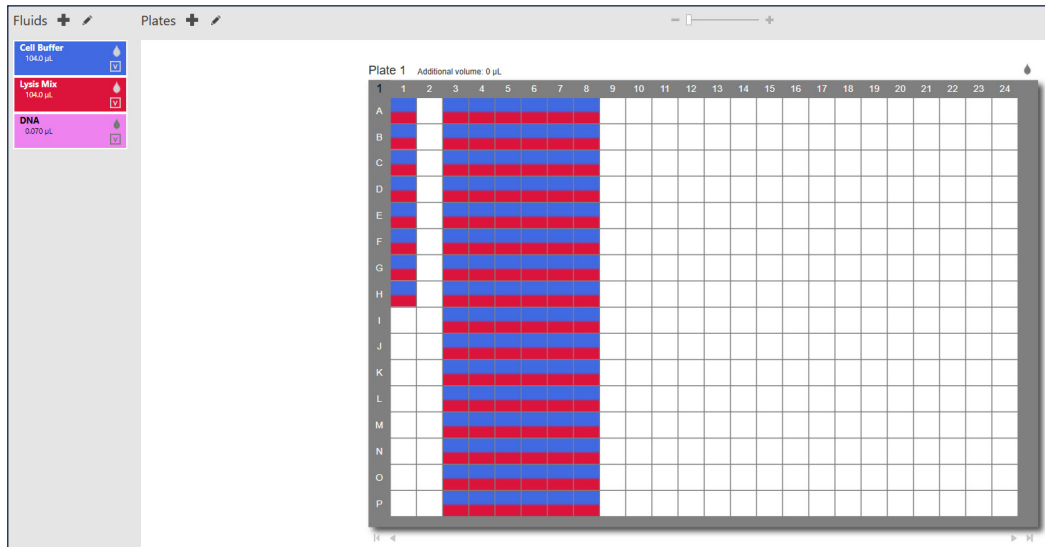 Fluids
Plates
Cell Buffer
104.0 µL
V
Lysis Mix
104.0 µL
V
DNA
0.070 µL
V
Plate 1 Additional volume: 0 µL
1 1 2 3 4 5 6 7 8 9 10 11 12 13 14 15 16 17 18 19 20 21 22 23 24
A
B
C
D
E
F
G
H
I
J
K
L
M
N
O
P